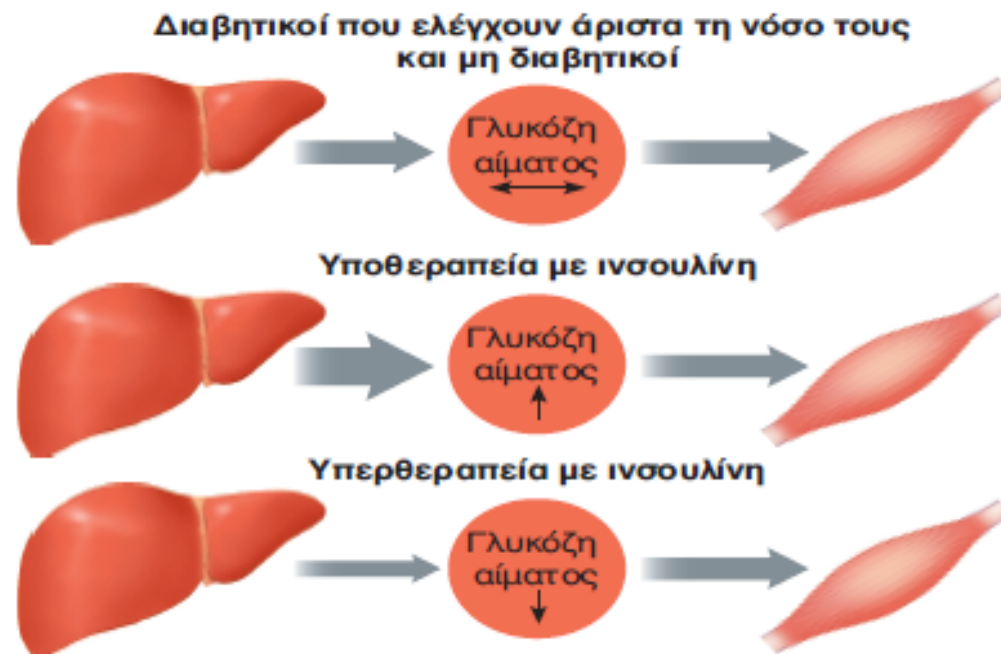 Διαβητικοί που ελέγχουν άριστα τη νόσο τους
και μη διαβητικοί
Γλυκόζη
αίματος
Υποθεραπεία με ινσουλίνη
Γλυκόζη
αίματος
Υπερθεραπεία με ινσουλίνη
Γλυκόζη
αίματος